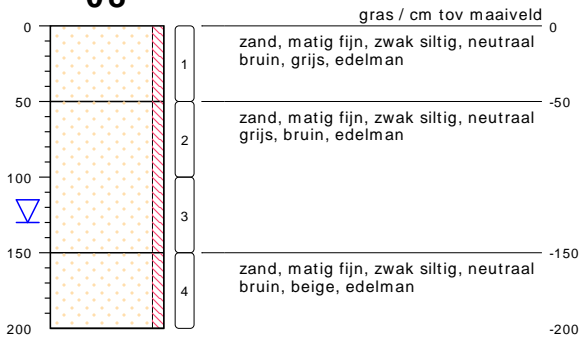 gras / cm tov maaiveld
0
0
zand, matig fijn, zwak siltig, neutraal
bruin, grijs, edelman
1
50
-50
zand, matig fijn, zwak siltig, neutraal
grijs, bruin, edelman
2
100
3
150
-150
zand, matig fijn, zwak siltig, neutraal
bruin, beige, edelman
4
200
-200